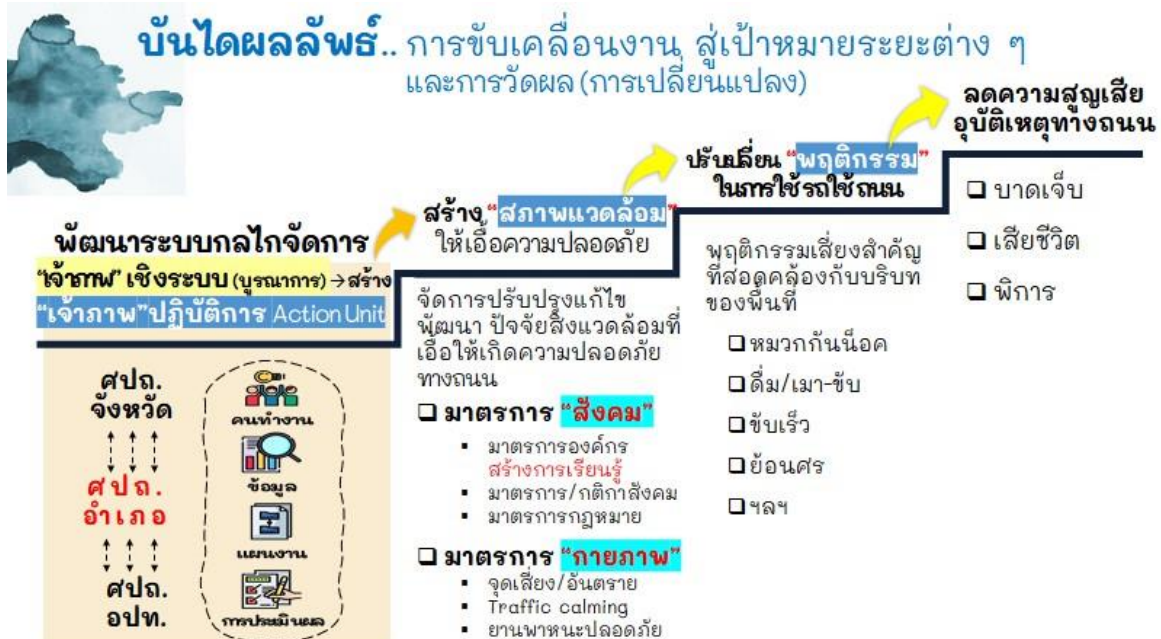 บันไดผลลัพธ์.. การขับเคลื่อนงาน สู่เป้าหมายระยะต่าง ๆ
และการวัดผล (การเปลี่ยนแปลง)
พัฒนาระบบกลไกจัดการ
"เจ้าภาพ" เชิงระบบ (บูรณาการ) → สร้าง
"เจ้าภาพ" ปฏิบัติการ Action Unit
ศปถ.
จังหวัด
ศปถ.
อำเภอ
ศปถ.
อปท.
คนทำงาน
ข้อมูล
แผนงาน
การประเมินผล
สร้าง "สภาพแวดล้อม"
ให้เอื้อความปลอดภัย
จัดการปรับปรุงแก้ไข
พัฒนา ปัจจัยสิ่งแวดล้อมที่
เอื้อให้เกิดความปลอดภัย
ทางถนน
❑ มาตรการ "สังคม"
▪ มาตรการองค์กร
สร้างการเรียนรู้
▪ มาตรการ/กติกาสังคม
▪ มาตรการกฎหมาย
❑ มาตรการ "กายภาพ"
▪ จุดเสี่ยง/อันตราย
▪ Traffic calming
▪ ยานพาหนะปลอดภัย
ปรับเปลี่ยน "พฤติกรรม"
ในการใช้รถใช้ถนน
พฤติกรรมเสี่ยงสำคัญ
ที่สอดคล้องกับบริบท
ของพื้นที่
❑ หมวกกันน็อค
❑ ดื่ม/เมา-ขับ
❑ ขับเร็ว
❑ ย้อนศร
❑ ฯลฯ
ลดความสูญเสีย
อุบัติเหตุทางถนน
❑ บาดเจ็บ
❑ เสียชีวิต
❑ พิการ